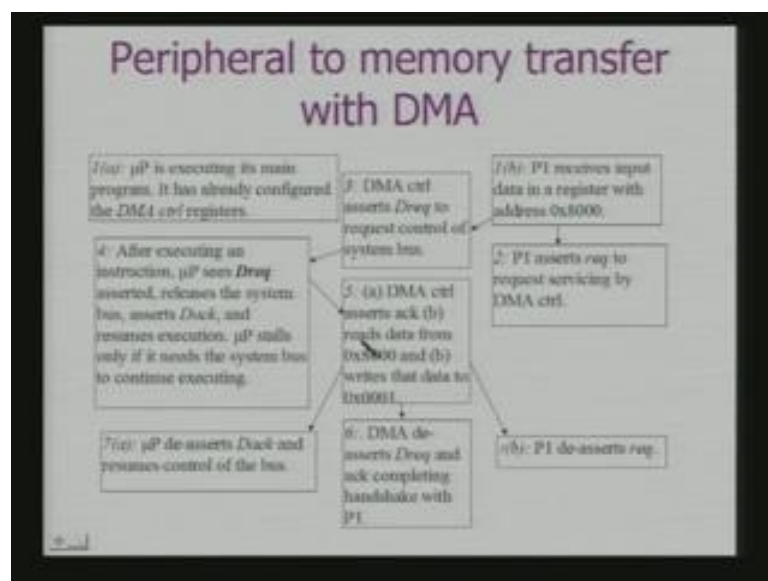 Peripheral to memory transfer
with DMA
1(a): μP is executing its main
program. It has already configured
the DMA ctrl registers.
1(b): P1 receives input
data in a register with
address 0x8000.
3: DMA ctrl
asserts Dreq to
request control of
system bus.
2: P1 asserts req to
request servicing by
DMA ctrl.
4: After executing an
instruction, μP sees Dreq
asserted, releases the system
bus, asserts Dack, and
resumes execution. μP stalls
only if it needs the system bus
to continue executing.
5: (a) DMA ctrl
asserts ack (b)
reads data from
0x8000 and (b)
writes that data to
0x0001.
7(a): μP de-asserts Dack and
resumes control of the bus.
6:. DMA de-
asserts Dreq and
ack completing
handshake with
P1.
(b): P1 de-asserts req.